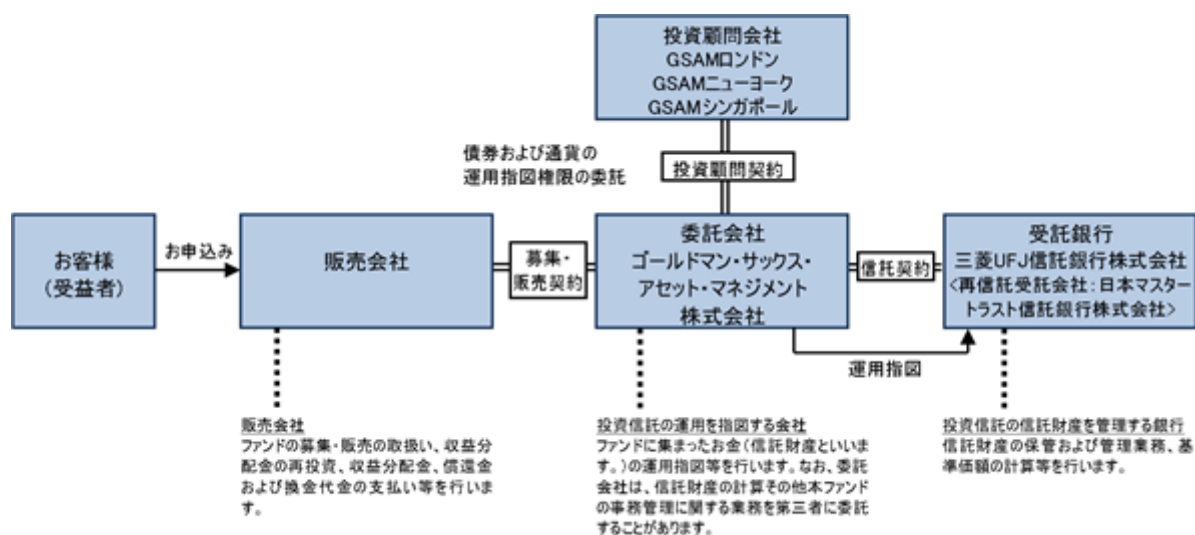 投資顧問会社
GSAMロンドン
GSAMニューヨーク
GSAMシンガポール
債券および通貨の
運用指図権限の委託
投資顧問契約
お客様
(受益者)
お申込み
販売会社
募集・
販売契約
委託会社
ゴールドマン・サックス・
アセット・マネジメント
株式会社
信託契約
受託銀行
三菱UFJ信託銀行株式会社
<再信託受託会社:日本マスター
トラスト信託銀行株式会社>
運用指図
販売会社
ファンドの募集・販売の取扱い、収益分
配金の再投資、収益分配金、償還金
および換金代金の支払い等を行いま
す。
投資信託の運用を指図する会社
ファンドに集まったお金(信託財産といいま
す。)の運用指図等を行います。なお、委託
会社は、信託財産の計算その他本ファンド
の事務管理に関する業務を第三者に委託
することがあります。
投資信託の信託財産を管理する銀行
信託財産の保管および管理業務、基
準価額の計算等を行います。